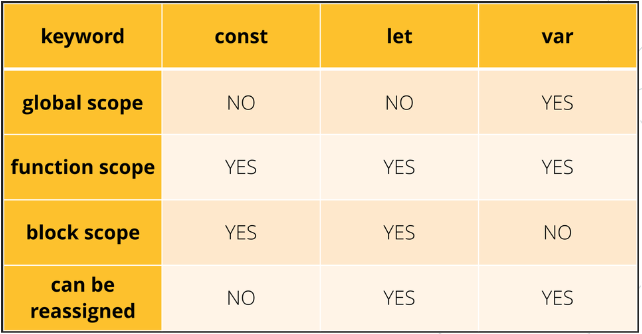 keyword const let var
global scope NO NO YES
function scope YES YES YES
block scope YES YES NO
can be
reassigned NO YES YES